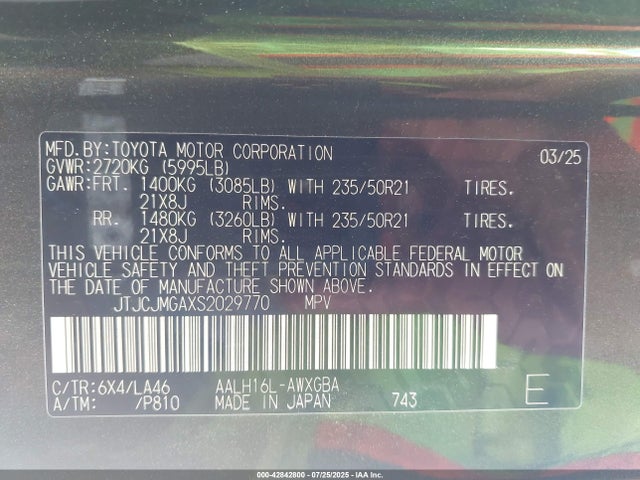 MFD.BY:TOYOTA MOTOR CORPORATION 03/25
GVWR:2720KG (5995LB)
GAWR:FRT. 1400KG (3085LB) WITH 235/50R21 TIRES.
21X8J RIMS.
RR. 1480KG (3260LB) WITH 235/50R21 TIRES.
21X8J RIMS.
THIS VEHICLE CONFORMS TO ALL APPLICABLE FEDERAL MOTOR
VEHICLE SAFETY AND THEFT PREVENTION STANDARDS IN EFFECT ON
THE DATE OF MANUFACTURE SHOWN ABOVE.
JTJCJMGAXS2029770 MPV
C/TR:6X4/LA46 AALH16L-AWXGBA
A/TM: /P810 MADE IN JAPAN 743 E
000-42842800 - 07/25/2025 - IAA Inc.